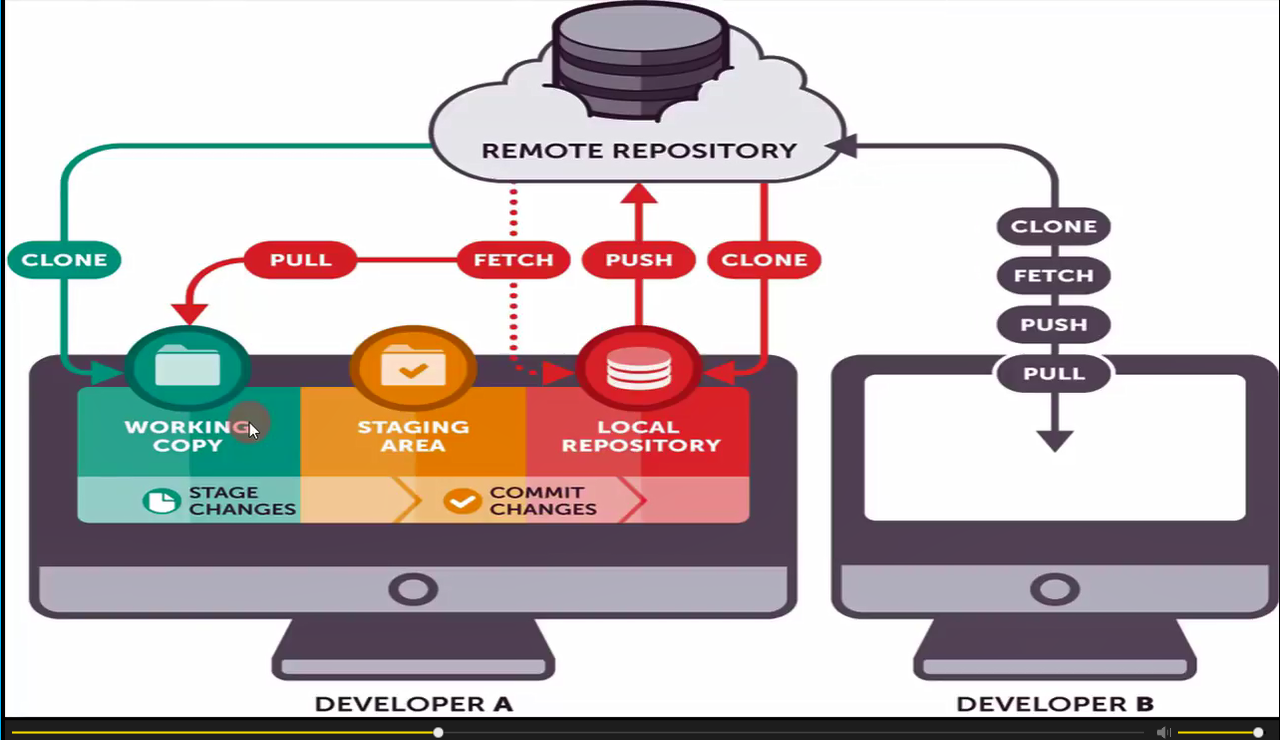 REMOTE REPOSITORY
CLONE
PULL
FETCH
PUSH
CLONE
CLONE
FETCH
PUSH
PULL
WORKING
COPY
STAGING
AREA
LOCAL
REPOSITORY
STAGE
CHANGES
COMMIT
CHANGES
DEVELOPER A
DEVELOPER B